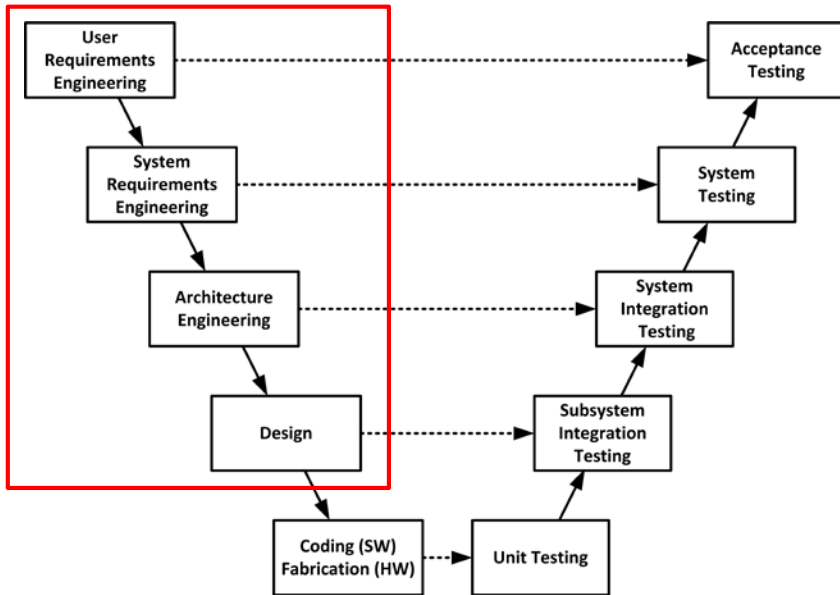 User
Requirements
Engineering
Acceptance
Testing
System
Requirements
Engineering
System
Testing
Architecture
Engineering
System
Integration
Testing
Design
Subsystem
Integration
Testing
Coding (SW)
Fabrication (HW)
Unit Testing